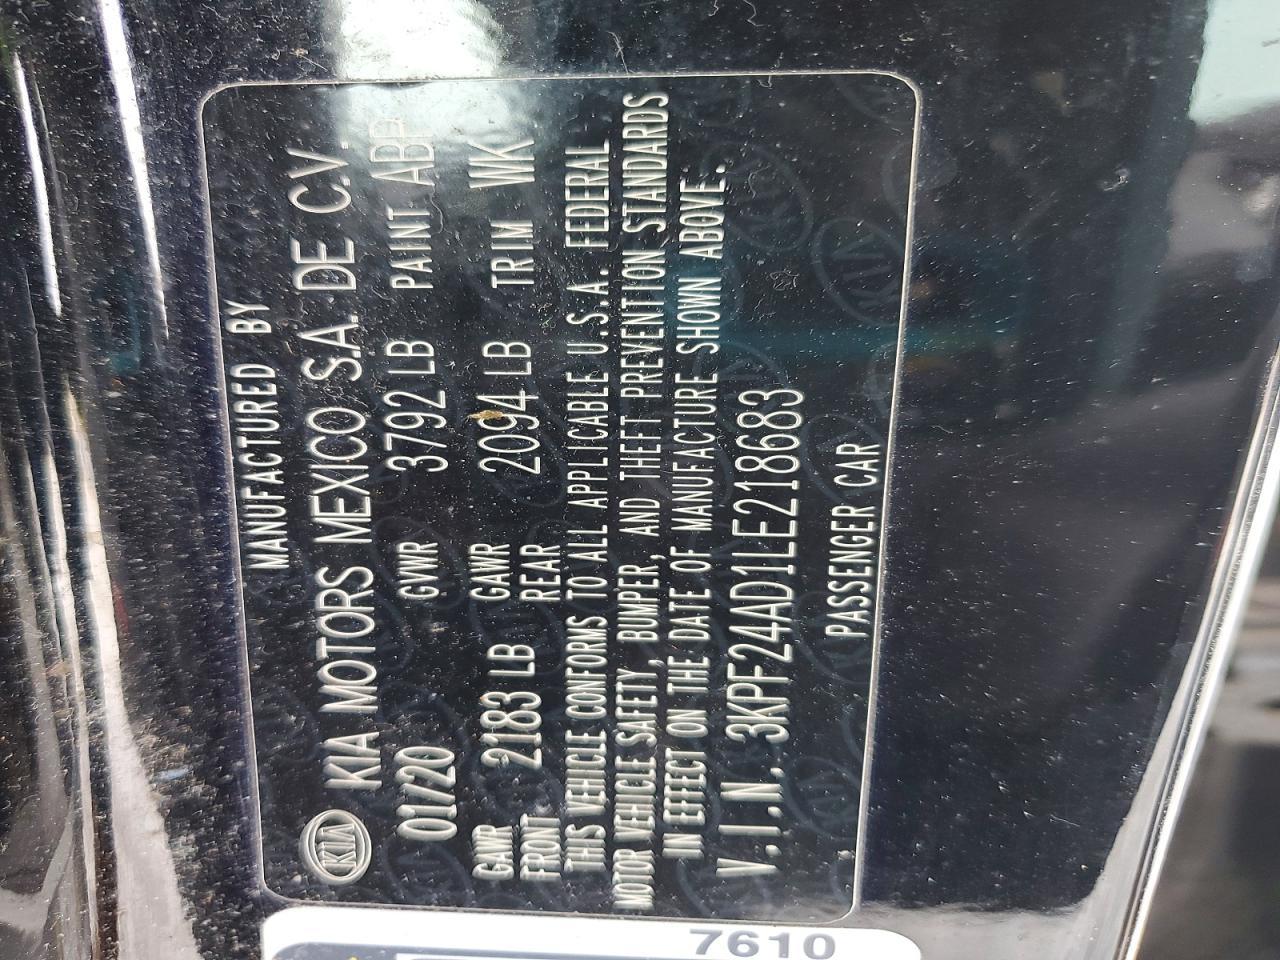 MANUFACTURED BY
KIA KIA MOTORS MEXICO S.A. DE C.V.
01/20 GVWR 3792 LB PAINT ABP
GAWR FRONT 2183 LB GAWR REAR 2094 LB TRIM WK
THIS VEHICLE CONFORMS TO ALL APPLICABLE U.S.A. FEDERAL
MOTOR VEHICLE SAFETY, BUMPER, AND THEFT PREVENTION STANDARDS
IN EFFECT ON THE DATE OF MANUFACTURE SHOWN ABOVE.
V.I.N. 3KPF24AD1LE218683
PASSENGER CAR
7610